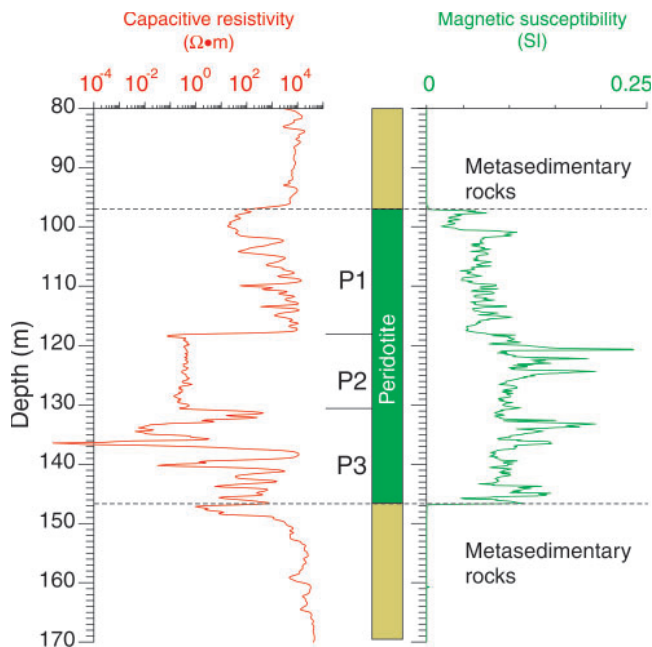 Capacitive resistivity
(Ω•m)
Magnetic susceptibility
(SI)
10⁻⁴ 10⁻² 10⁰ 10² 10⁴
0 0.25
80
90
100
110
120
130
140
150
160
170
Depth (m)
P1
P2
P3
Peridotite
Metasedimentary
rocks
Metasedimentary
rocks